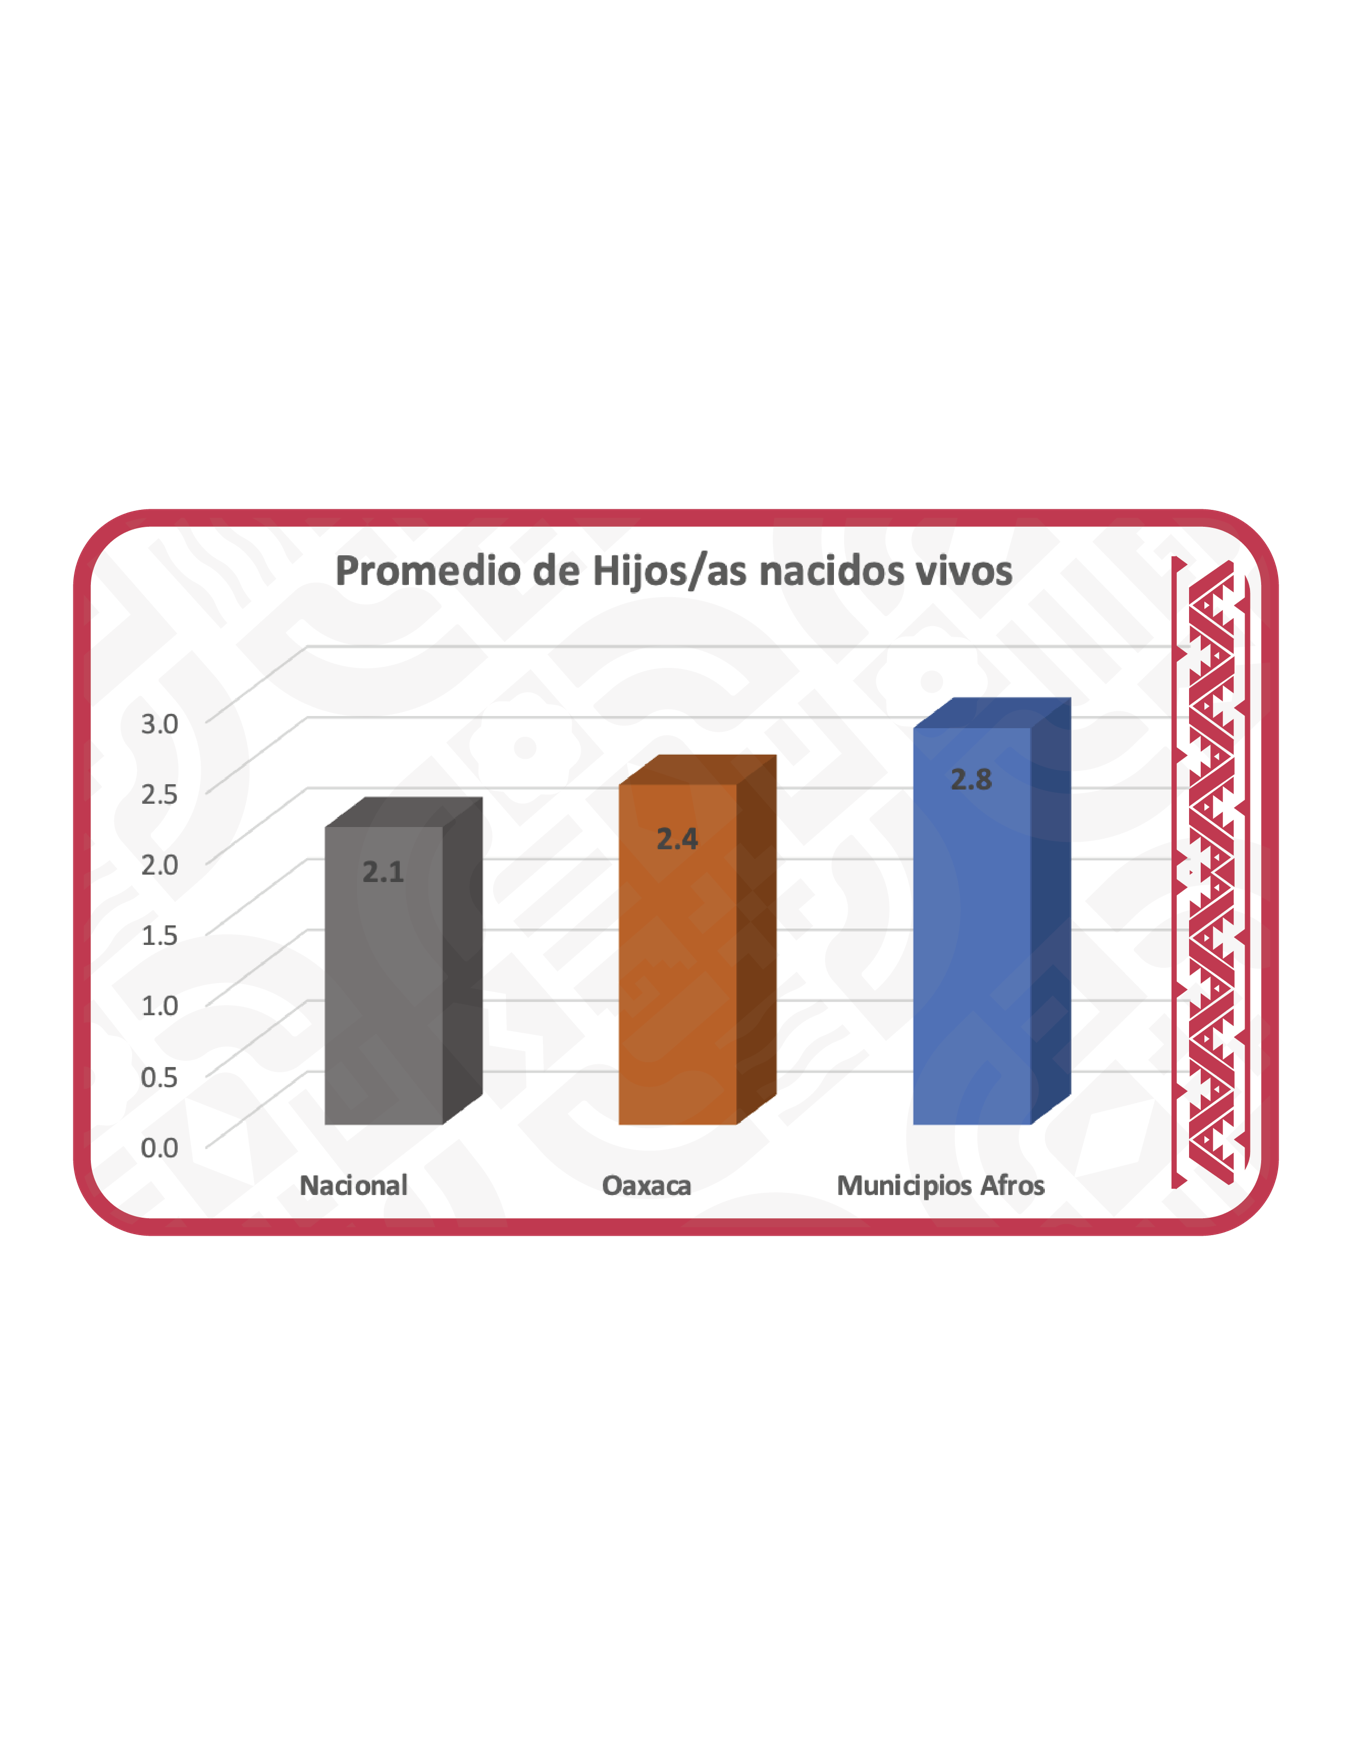 Promedio de Hijos/as nacidos vivos
3.0
2.5
2.0
1.5
1.0
0.5
0.0
2.1
2.4
2.8
Nacional
Oaxaca
Municipios Afros